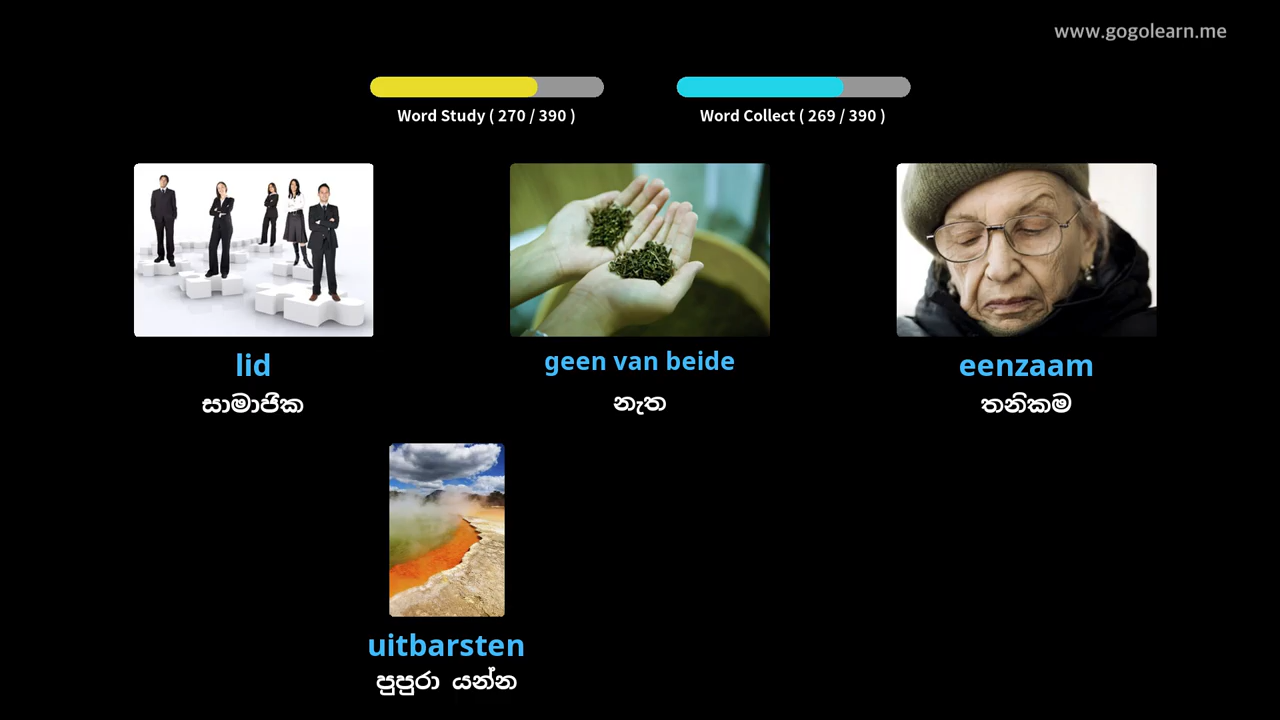 www.gogolearn.me
Word Study ( 270 / 390 )
Word Collect ( 269 / 390 )
lid
geen van beide
eenzaam
සාමාජික
නැත
තනිකම
uitbarsten
පුපුරා යන්න